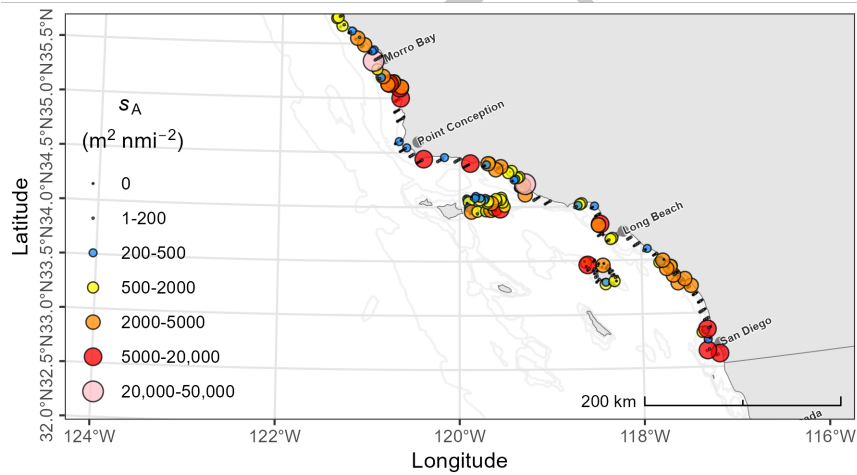 35.5°N
35.0°N
34.5°N
34.0°N
33.5°N
33.0°N
32.5°N
32.0°N
Latitude
sA
(m² nmi⁻²)
0
1-200
200-500
500-2000
2000-5000
5000-20,000
20,000-50,000
Morro Bay
Point Conception
Long Beach
San Diego
200 km
124°W
122°W
120°W
118°W
116°W
Longitude